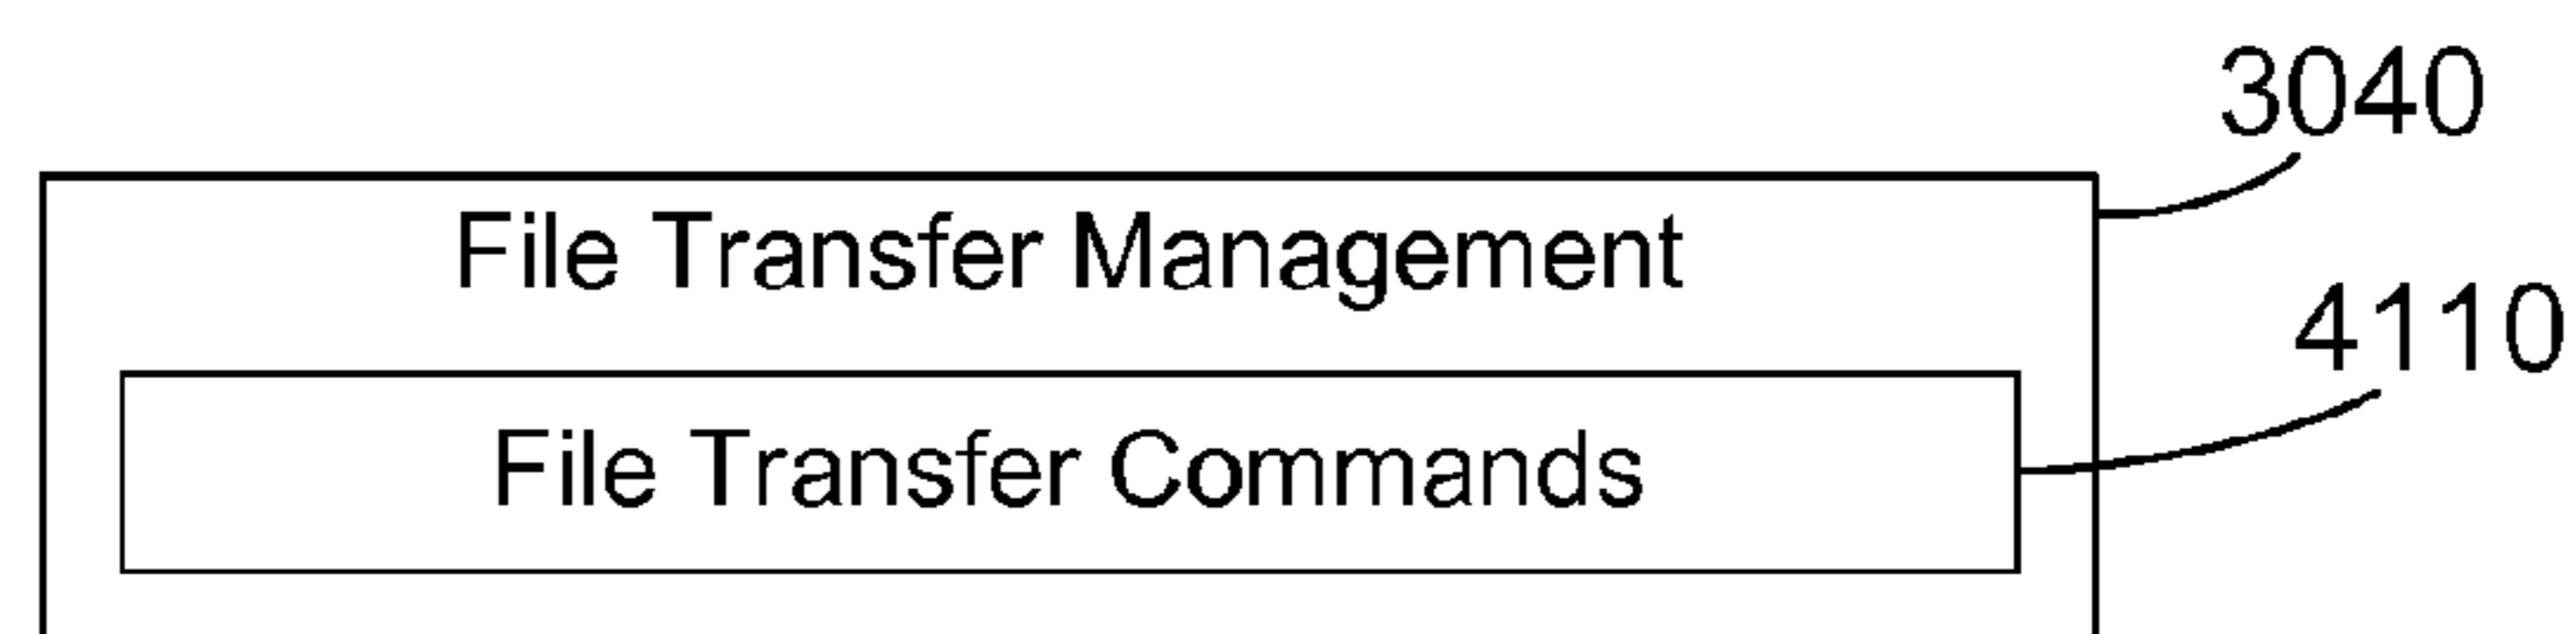 3040
File Transfer Management
4110
File Transfer Commands